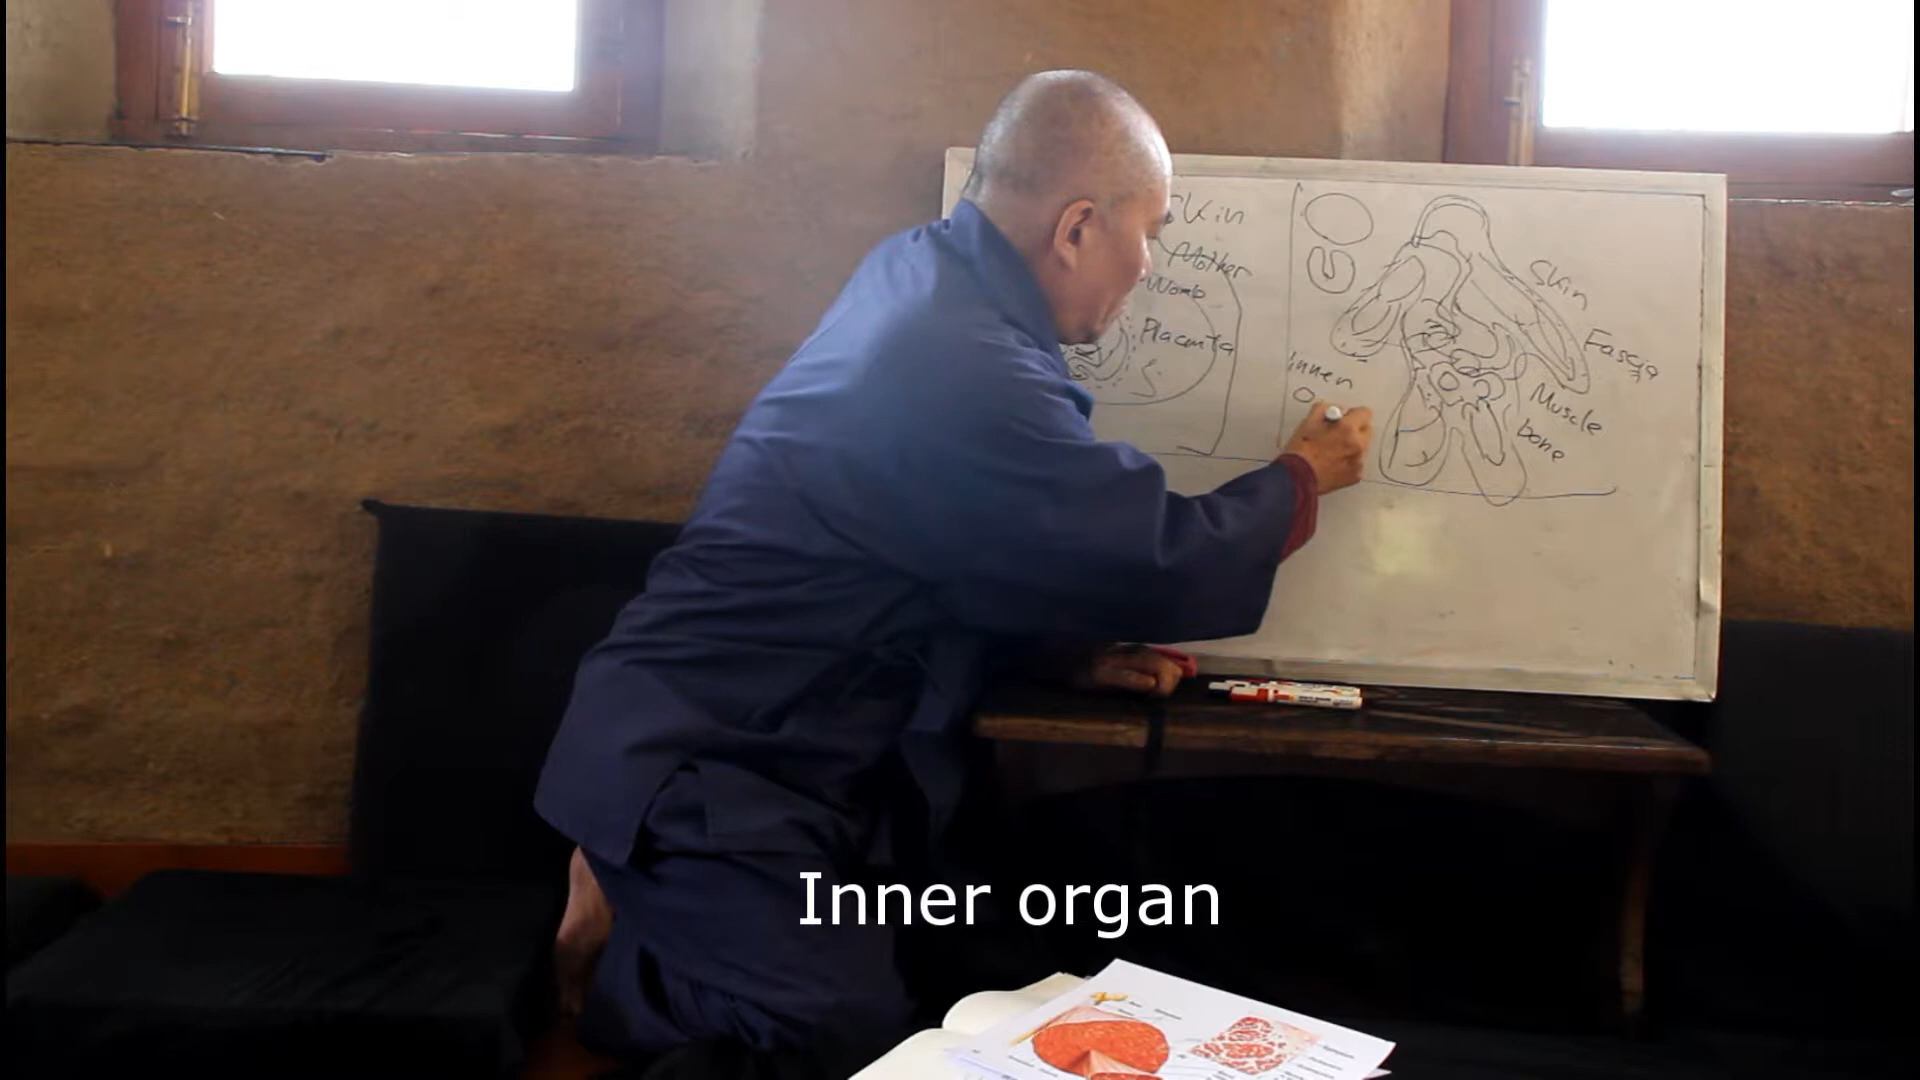 Skin
Mother
Womb
Placenta
Skin
Fascia
Muscle
bone
inner
O
Inner organ